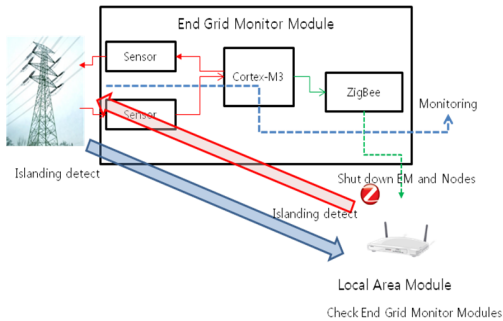 End Grid Monitor Module
Sensor
Cortex-M3
ZigBee
Sensor
Monitoring
Islanding detect
Shut down EM and Nodes
Islanding detect
Local Area Module
Check End Grid Monitor Modules